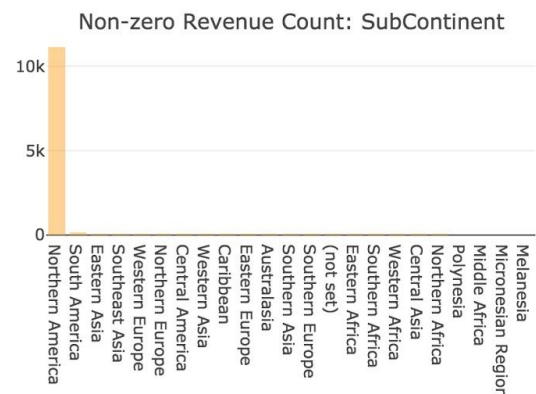 Non-zero Revenue Count: SubContinent
10k
5k
0
Northern America
South America
Eastern Asia
Southeast Asia
Western Europe
Northern Europe
Central America
Western Asia
Caribbean
Eastern Europe
Australasia
Southern Asia
Southern Europe
(not set)
Eastern Africa
Southern Africa
Western Africa
Central Asia
Northern Africa
Polynesia
Middle Africa
Micronesian Region
Melanesia